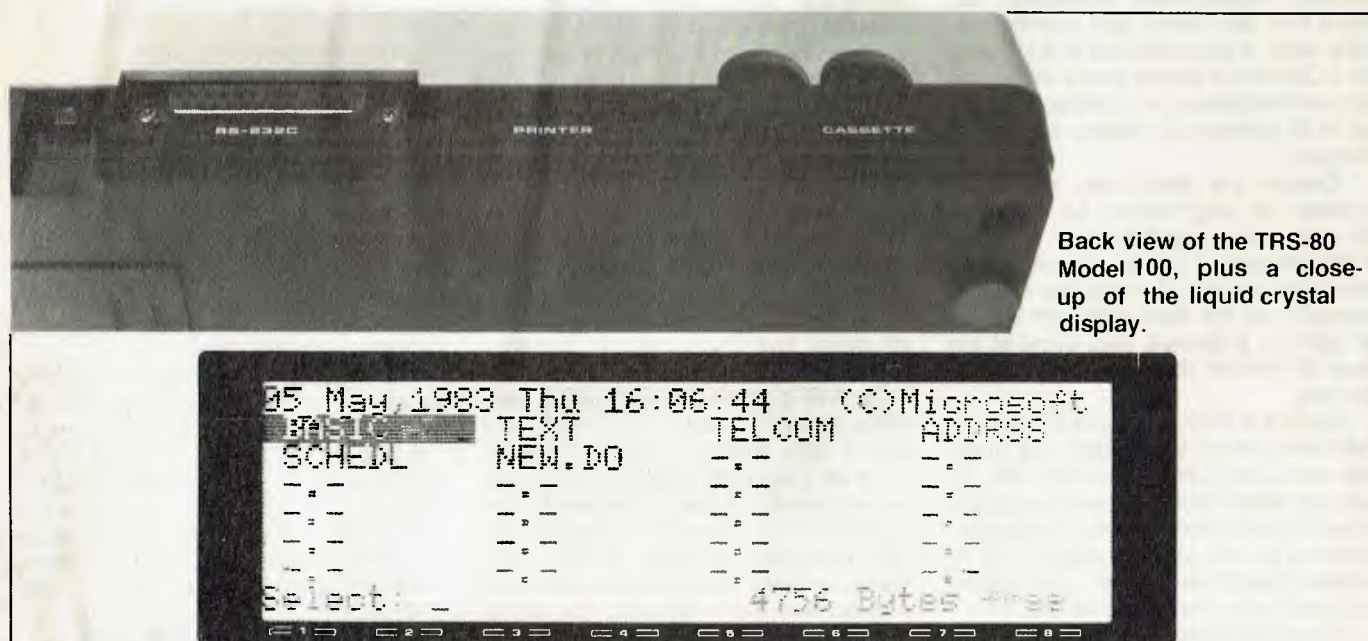 RS-232C PRINTER CASSETTE
Back view of the TRS-80
Model 100, plus a close-
up of the liquid crystal
display.
05 May,1983 Thu 16:06:44 (C)Microsoft
BASIC TEXT TELCOM ADDRSS
SCHEDL NEW.DO -.- -.-
-.- -.- -.- -.-
-.- -.- -.- -.-
-.- -.- -.- -.-
-.- -.- -.- -.-
Select: _ 4756 Bytes
1 2 3 4 5 6 7 8